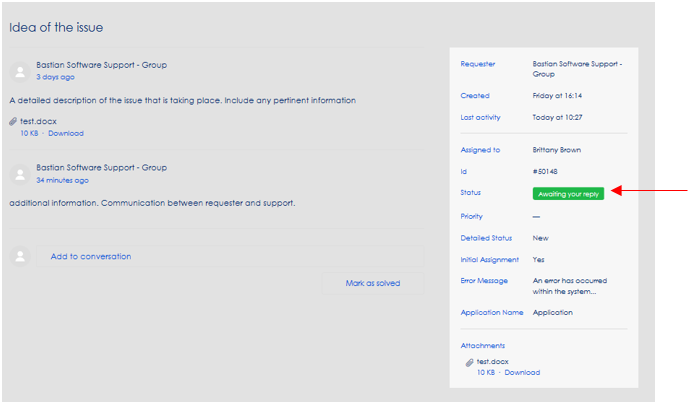 Idea of the issue
Bastian Software Support - Group
3 days ago
A detailed description of the issue that is taking place. Include any pertinent information
test.docx
10 KB · Download
Bastian Software Support - Group
34 minutes ago
additional information. Communication between requester and support.
Add to conversation
Mark as solved
Requester Bastian Software Support -
Group
Created Friday at 16:14
Last activity Today at 10:27
Assigned to Brittany Brown
Id #50148
Status Awaiting your reply
Priority —
Detailed Status New
Initial Assignment Yes
Error Message An error has occurred
within the system...
Application Name Application
Attachments
test.docx
10 KB · Download